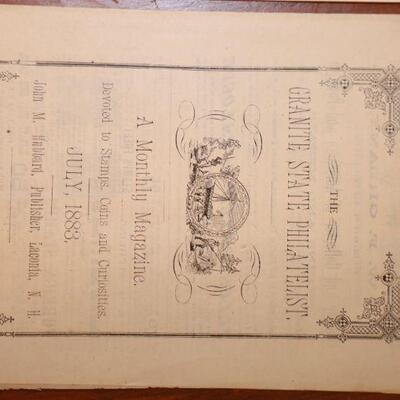 THE
GRANITE STATE PHILATELIST.
A Monthly Magazine.
Devoted to Stamps, Coins and Curiosities.
JULY, 1883.
John M. Hubbard, Publisher, Laconia, N. H.